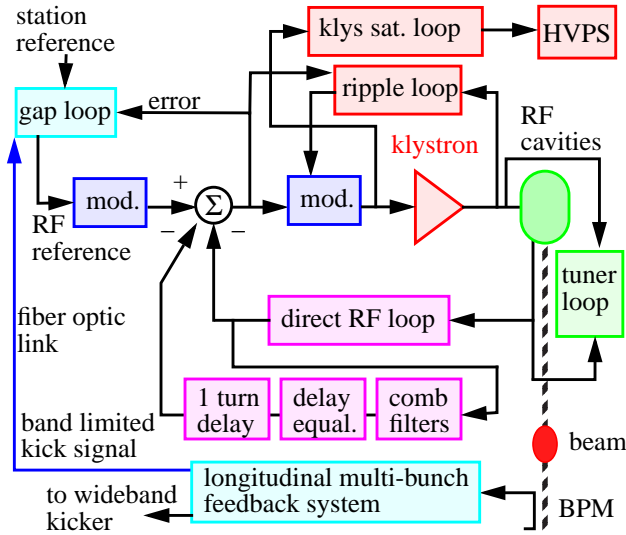 station
reference
klys sat. loop
HVPS
gap loop
error
ripple loop
RF
cavities
klystron
mod.
+
Σ
−
−
mod.
RF
reference
tuner
loop
direct RF loop
fiber optic
link
1 turn
delay
delay
equal.
comb
filters
band limited
kick signal
beam
longitudinal multi-bunch
feedback system
to wideband
kicker
BPM